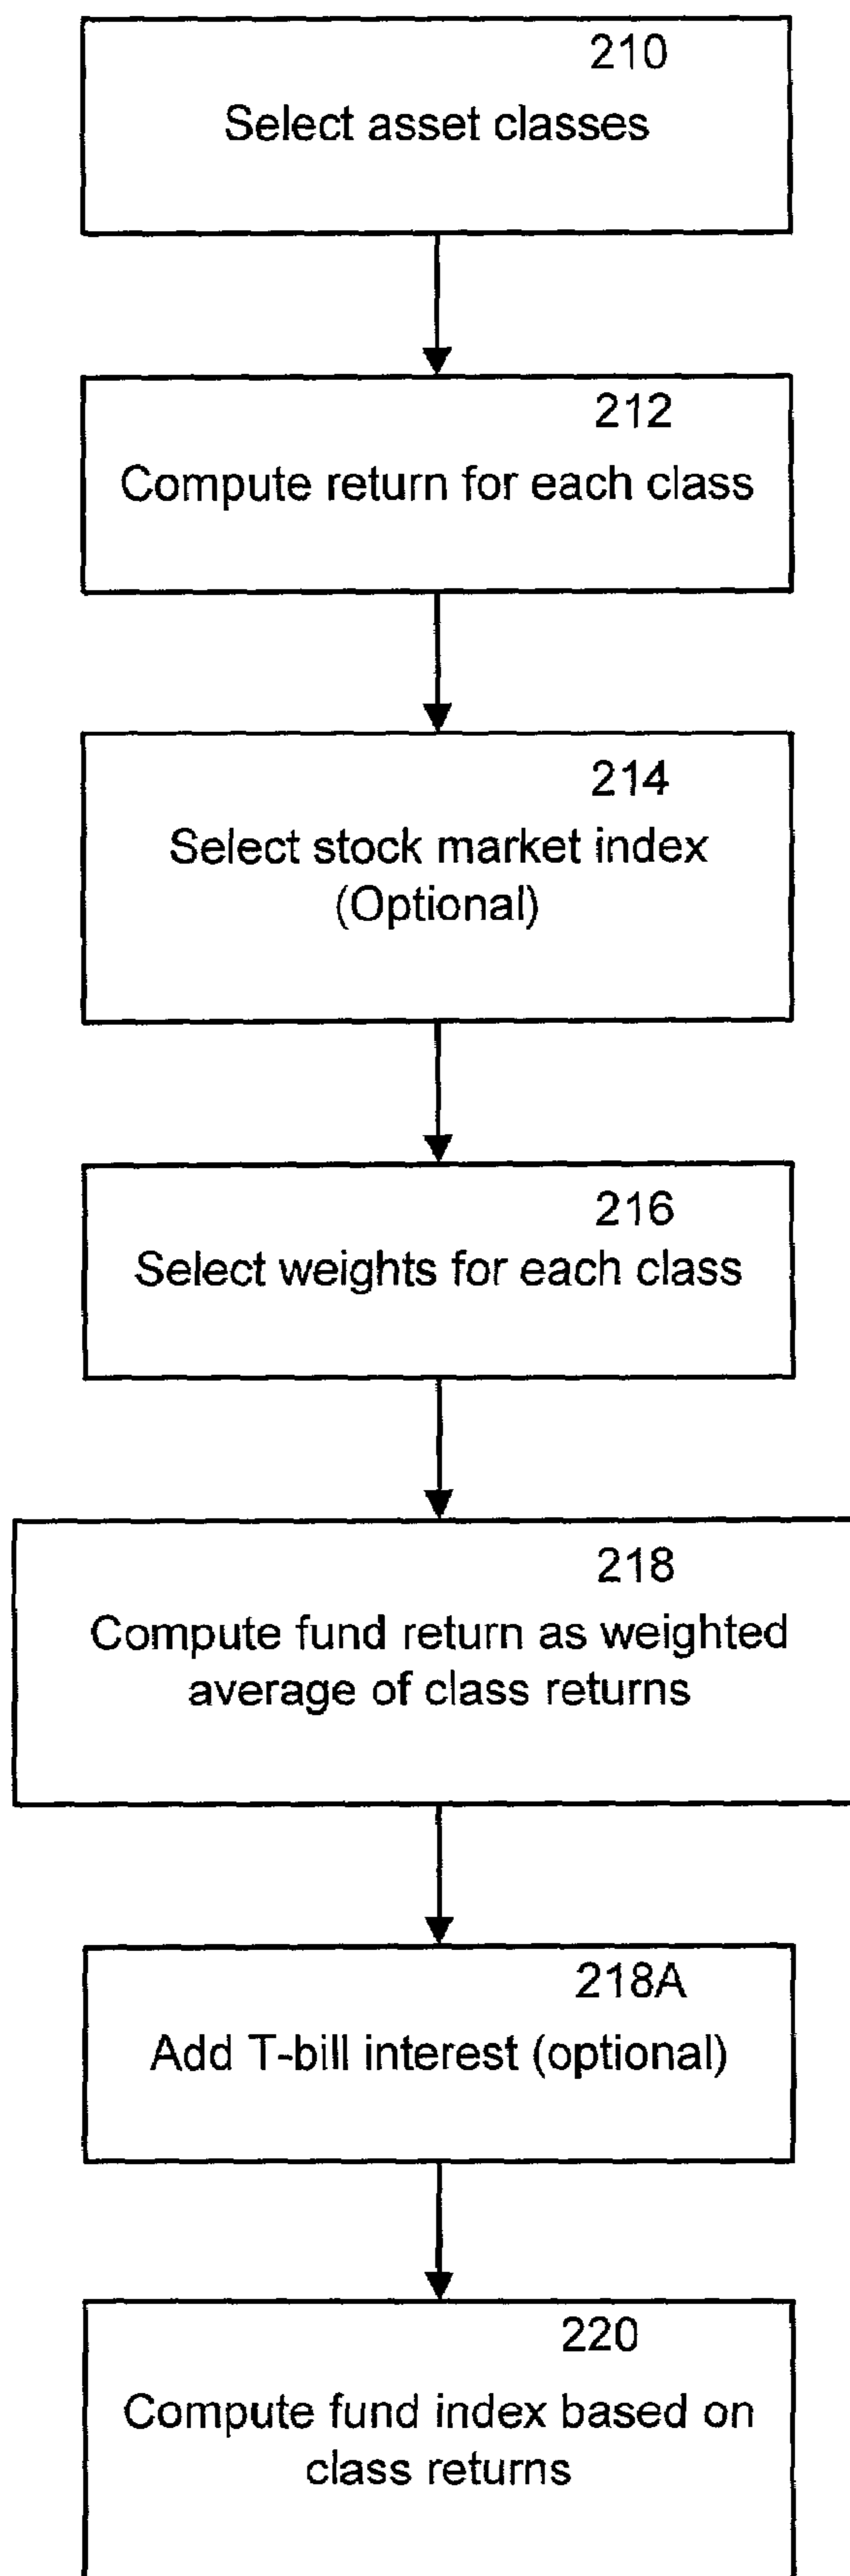 210
Select asset classes
212
Compute return for each class
214
Select stock market index
(Optional)
216
Select weights for each class
218
Compute fund return as weighted
average of class returns
218A
Add T-bill interest (optional)
220
Compute fund index based on
class returns